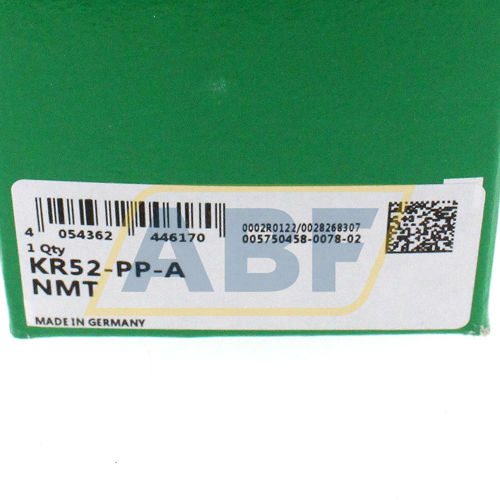 4 054362 446170
0002R0122/0028268307
005750458-0078-02
1 Qty
KR52-PP-A
NMT
MADE IN GERMANY
ABF